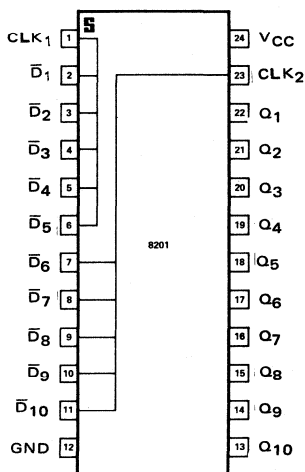 S
CLK1 1 24 VCC
D̅1 2 23 CLK2
D̅2 3 22 Q1
D̅3 4 21 Q2
D̅4 5 20 Q3
D̅5 6 19 Q4
8201
D̅6 7 18 Q5
D̅7 8 17 Q6
D̅8 9 16 Q7
D̅9 10 15 Q8
D̅10 11 14 Q9
GND 12 13 Q10